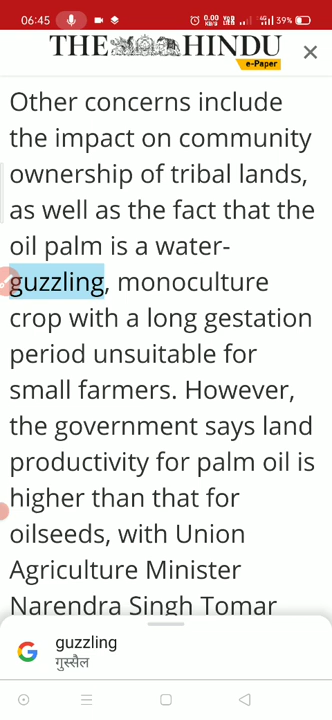 06:45
39%
THE HINDU
e-Paper
Other concerns include
the impact on community
ownership of tribal lands,
as well as the fact that the
oil palm is a water-
guzzling, monoculture
crop with a long gestation
period unsuitable for
small farmers. However,
the government says land
productivity for palm oil is
higher than that for
oilseeds, with Union
Agriculture Minister
Narendra Singh Tomar
guzzling
गुस्सैल